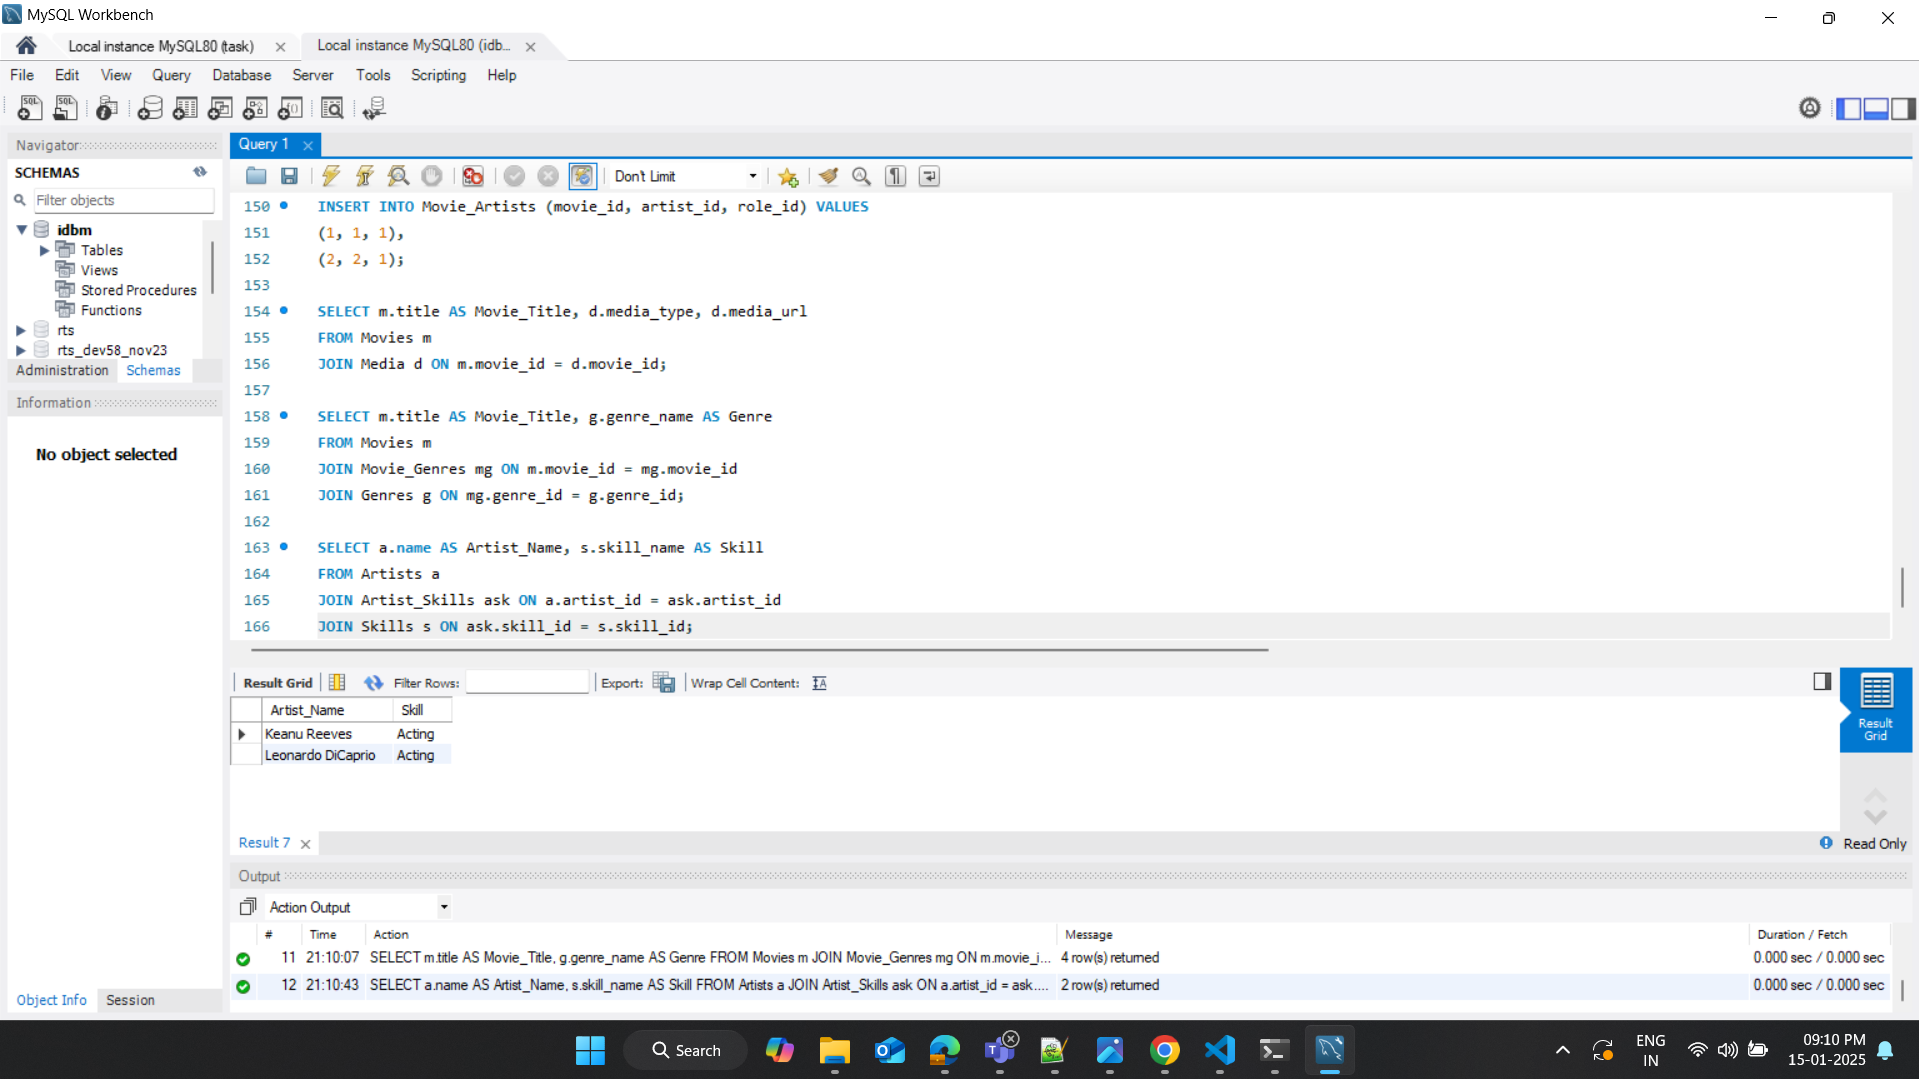 MySQL Workbench
Local instance MySQL80 (task)
Local instance MySQL80 (idb...
File Edit View Query Database Server Tools Scripting Help
Navigator
SCHEMAS
Filter objects
idbm
Tables
Views
Stored Procedures
Functions
rts
rts_dev58_nov23
Administration Schemas
Information
No object selected
Object Info Session
Query 1
Don't Limit
150 INSERT INTO Movie_Artists (movie_id, artist_id, role_id) VALUES
151 (1, 1, 1),
152 (2, 2, 1);
153
154 SELECT m.title AS Movie_Title, d.media_type, d.media_url
155 FROM Movies m
156 JOIN Media d ON m.movie_id = d.movie_id;
157
158 SELECT m.title AS Movie_Title, g.genre_name AS Genre
159 FROM Movies m
160 JOIN Movie_Genres mg ON m.movie_id = mg.movie_id
161 JOIN Genres g ON mg.genre_id = g.genre_id;
162
163 SELECT a.name AS Artist_Name, s.skill_name AS Skill
164 FROM Artists a
165 JOIN Artist_Skills ask ON a.artist_id = ask.artist_id
166 JOIN Skills s ON ask.skill_id = s.skill_id;
Result Grid Filter Rows: Export: Wrap Cell Content:
Artist_Name Skill
Keanu Reeves Acting
Leonardo DiCaprio Acting
Result Grid
Result 7
Read Only
Output
Action Output
# Time Action Message Duration / Fetch
11 21:10:07 SELECT m.title AS Movie_Title, g.genre_name AS Genre FROM Movies m JOIN Movie_Genres mg ON m.movie_i... 4 row(s) returned 0.000 sec / 0.000 sec
12 21:10:43 SELECT a.name AS Artist_Name, s.skill_name AS Skill FROM Artists a JOIN Artist_Skills ask ON a.artist_id = ask.... 2 row(s) returned 0.000 sec / 0.000 sec
Search
ENG
IN
09:10 PM
15-01-2025